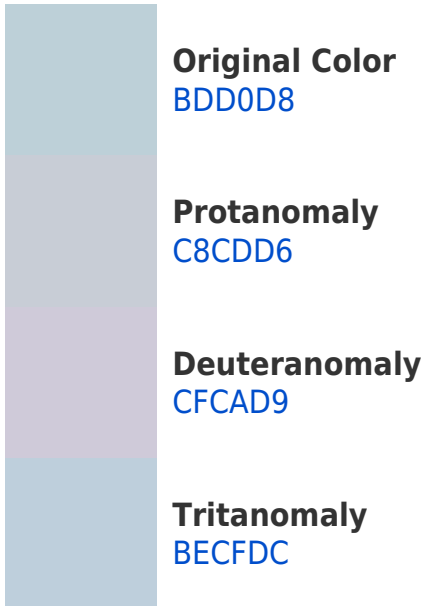 Original Color
BDD0D8
Protanomaly
C8CDD6
Deuteranomaly
CFCAD9
Tritanomaly
BECFDC